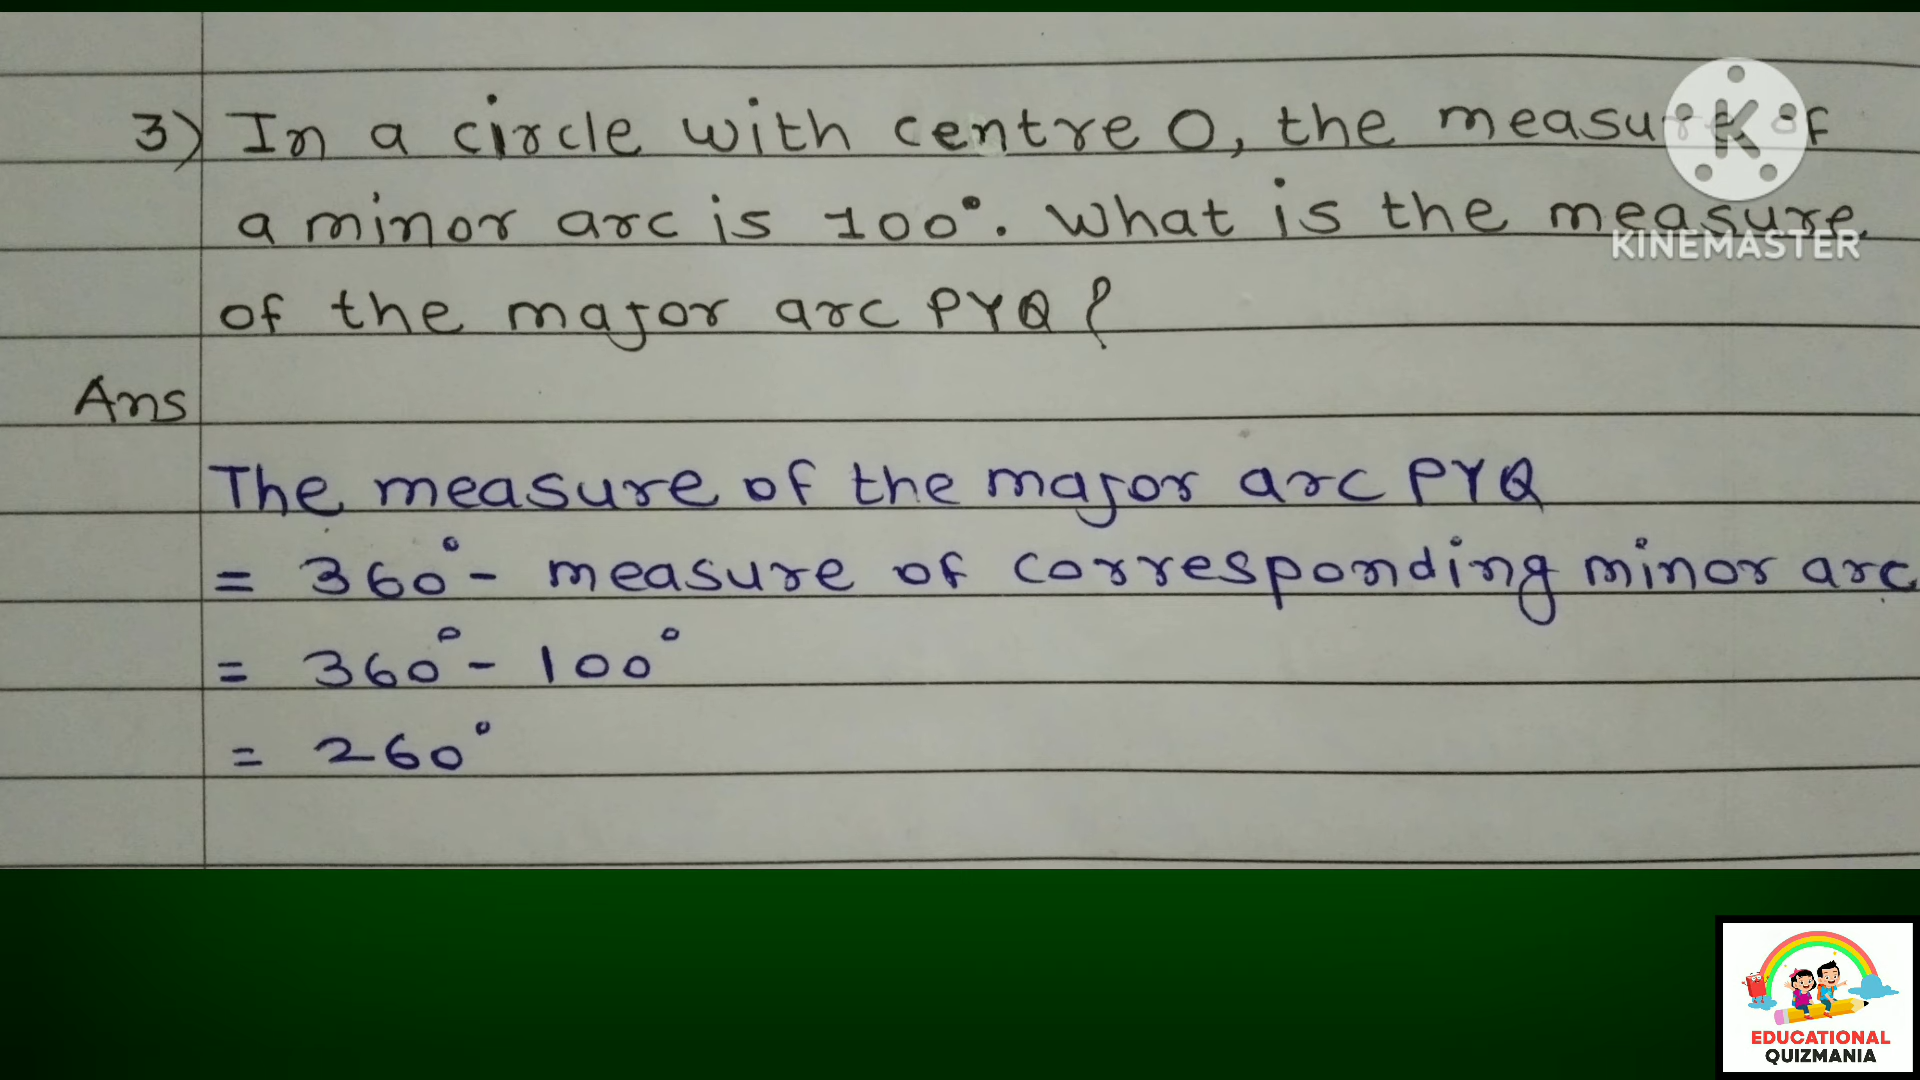 3) In a circle with centre O, the measure of
a minor arc is 100°. What is the measure
KINEMASTER
of the major arc PYQ?
Ans
The measure of the major arc PYQ
= 360° - measure of corresponding minor arc
= 360° - 100°
= 260°
EDUCATIONAL
QUIZMANIA